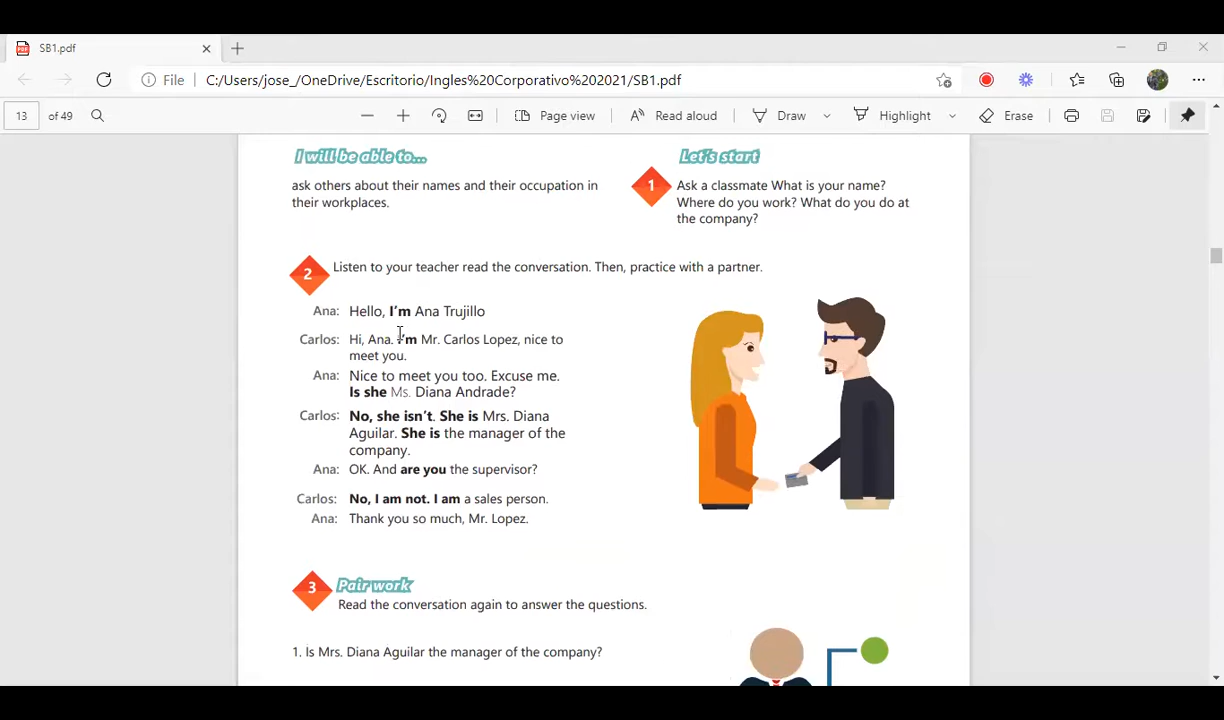 SB1.pdf
File C:/Users/jose_/OneDrive/Escritorio/Ingles%20Corporativo%202021/SB1.pdf
13 of 49 Page view Read aloud Draw Highlight Erase
I will be able to...
ask others about their names and their occupation in
their workplaces.
Let's start
1 Ask a classmate What is your name?
Where do you work? What do you do at
the company?
2 Listen to your teacher read the conversation. Then, practice with a partner.
Ana: Hello, I'm Ana Trujillo
Carlos: Hi, Ana. I'm Mr. Carlos Lopez, nice to
meet you.
Ana: Nice to meet you too. Excuse me.
Is she Ms. Diana Andrade?
Carlos: No, she isn't. She is Mrs. Diana
Aguilar. She is the manager of the
company.
Ana: OK. And are you the supervisor?
Carlos: No, I am not. I am a sales person.
Ana: Thank you so much, Mr. Lopez.
3 Pair work
Read the conversation again to answer the questions.
1. Is Mrs. Diana Aguilar the manager of the company?